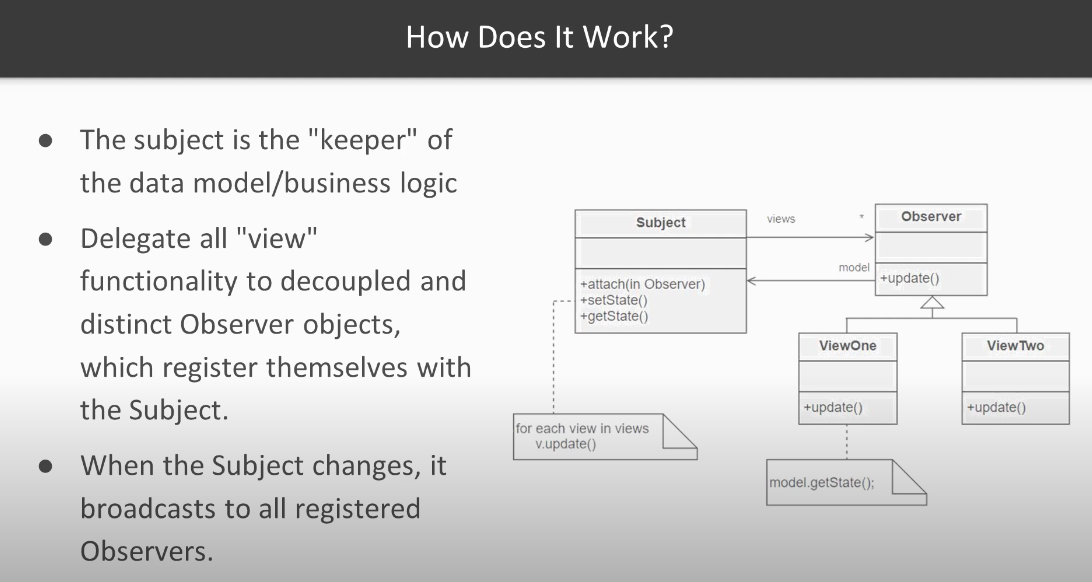 How Does It Work?
● The subject is the "keeper" of
the data model/business logic
● Delegate all "view"
functionality to decoupled and
distinct Observer objects,
which register themselves with
the Subject.
● When the Subject changes, it
broadcasts to all registered
Observers.
Subject
+attach(in Observer)
+setState()
+getState()
views *
model
Observer
+update()
ViewOne
+update()
ViewTwo
+update()
for each view in views
v.update()
model.getState();